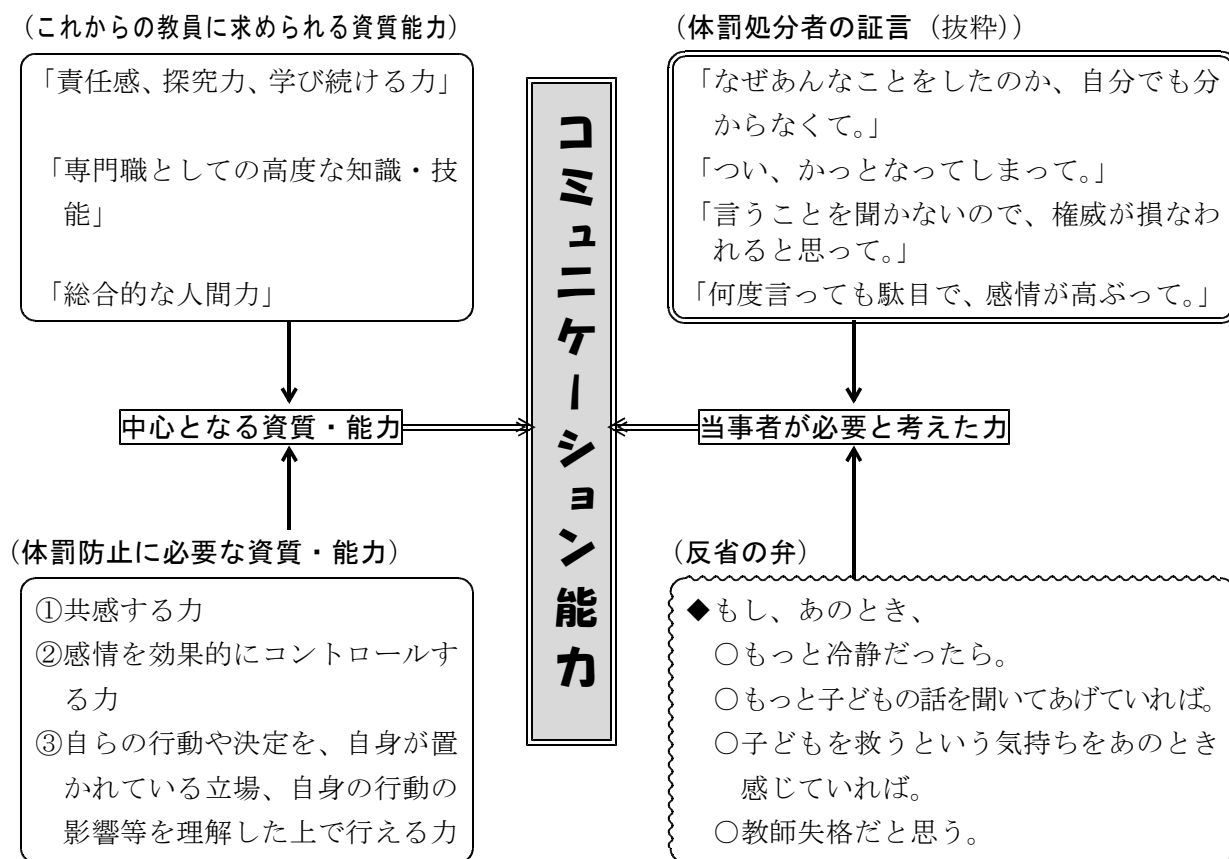 (これからの教員に求められる資質能力)
「責任感、探究力、学び続ける力」
「専門職としての高度な知識・技
能」
「総合的な人間力」
中心となる資質・能力
(体罰防止に必要な資質・能力)
①共感する力
②感情を効果的にコントロールす
る力
③自らの行動や決定を、自身が置
かれている立場、自身の行動の
影響等を理解した上で行える力
コミュニケーション能力
(体罰処分者の証言(抜粋))
「なぜあんなことをしたのか、自分でも分
からなくて。」
「つい、かっとなってしまって。」
「言うことを聞かないので、権威が損なわ
れると思って。」
「何度言っても駄目で、感情が高ぶって。」
当事者が必要と考えた力
(反省の弁)
◆もし、あのとき、
○もっと冷静だったら。
○もっと子どもの話を聞いてあげていれば。
○子どもを救うという気持ちをあのとき
感じていれば。
○教師失格だと思う。